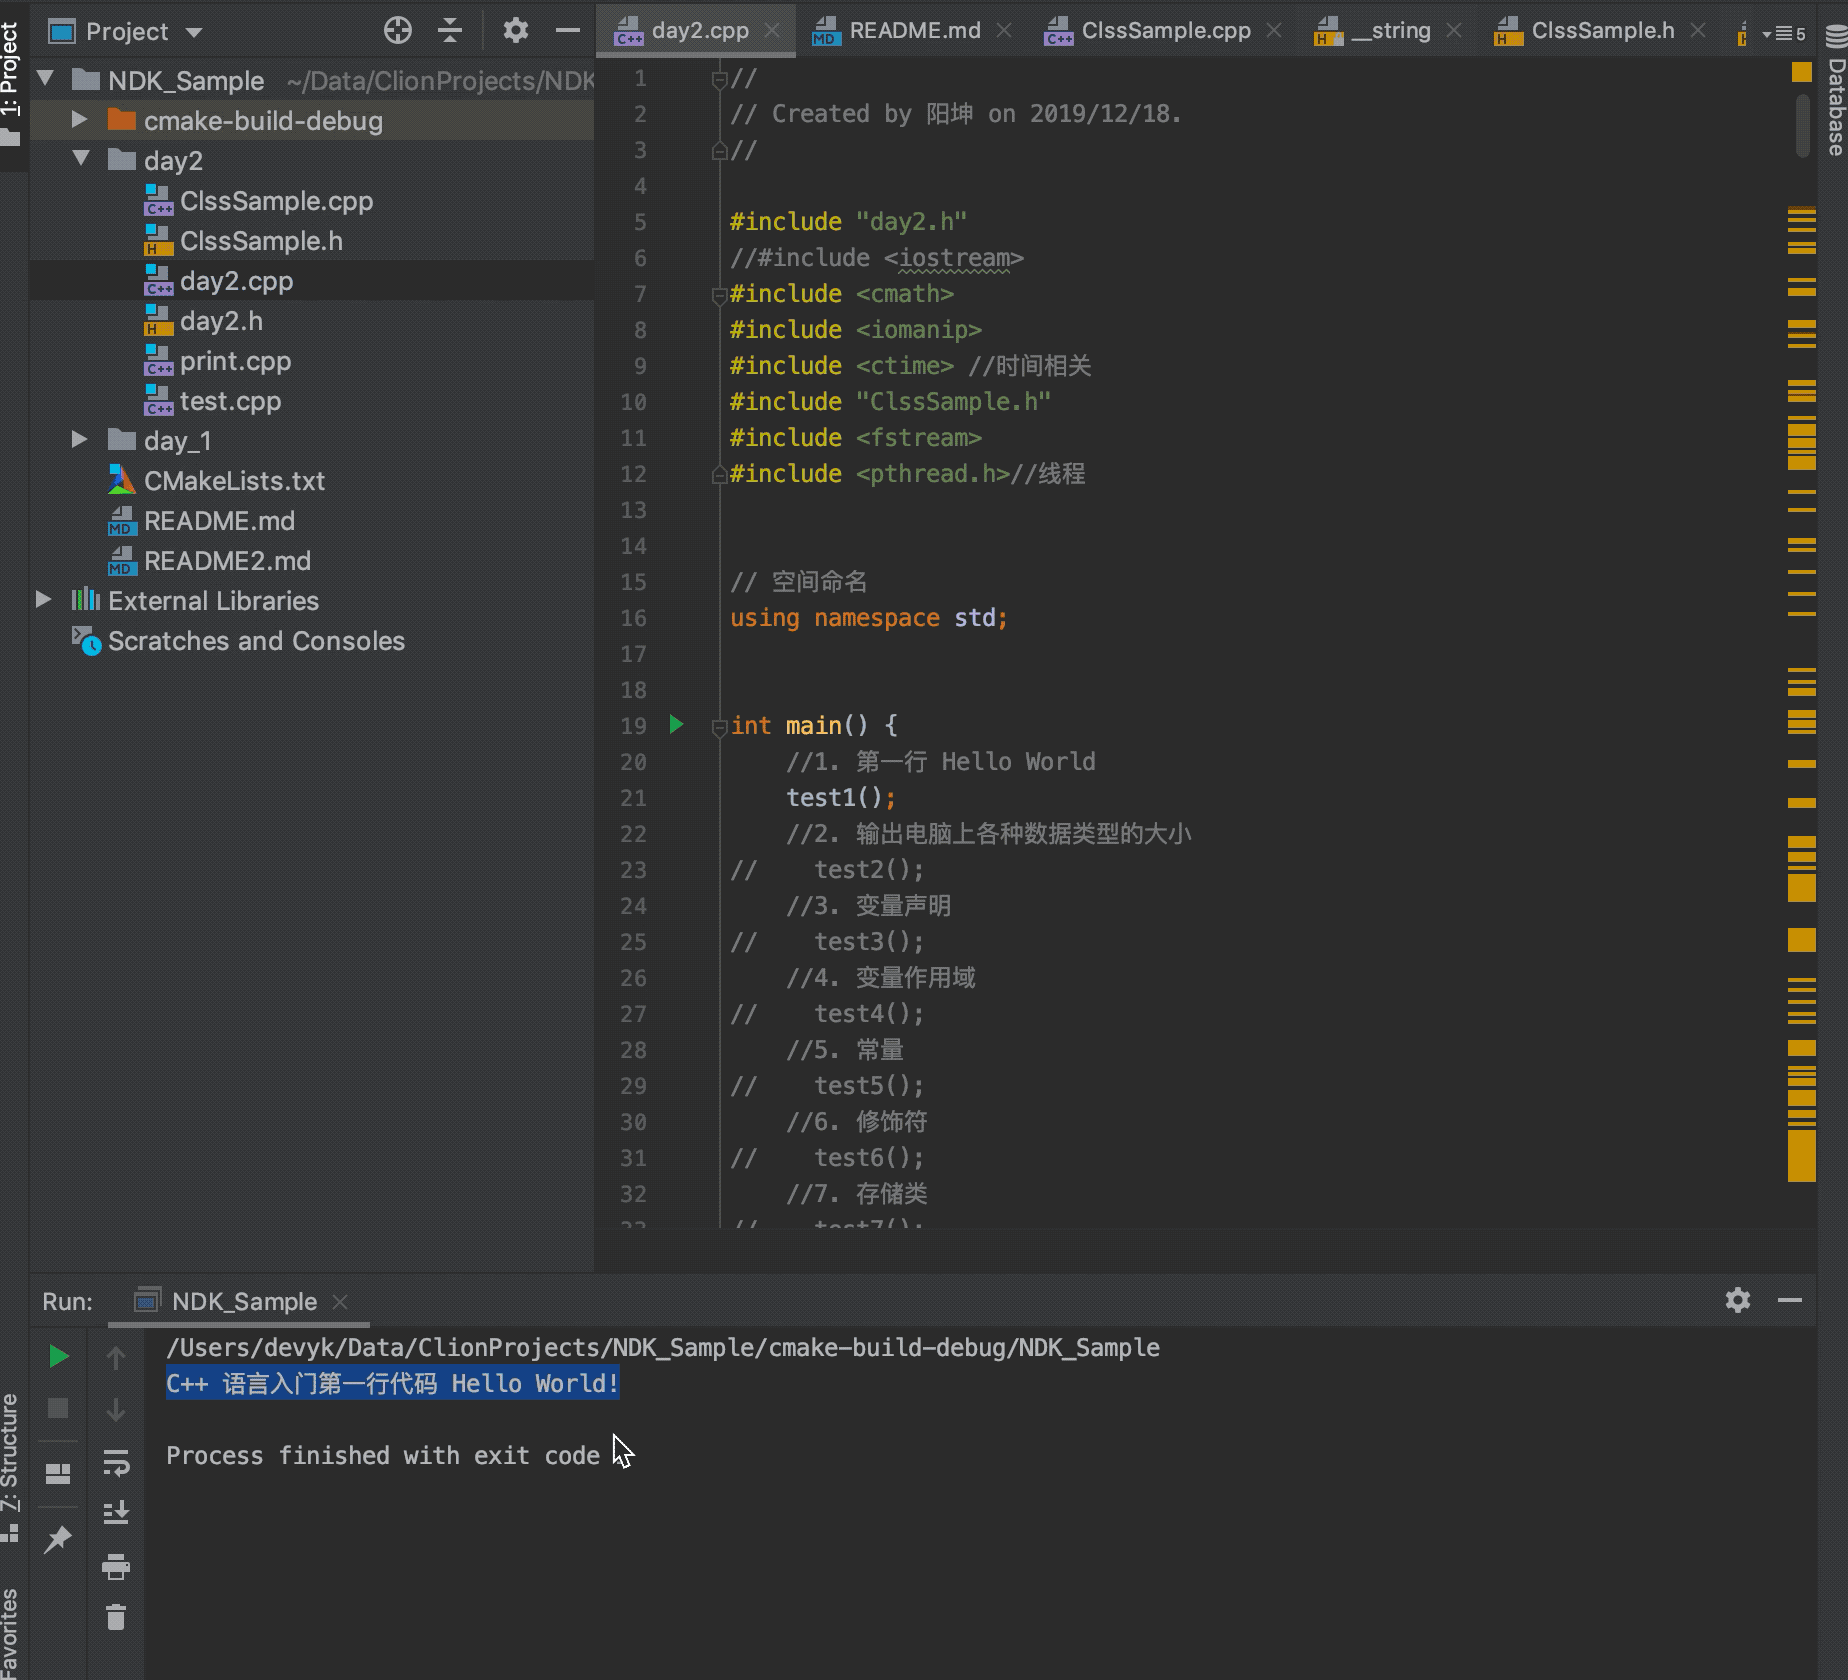 Project
day2.cpp
README.md
ClssSample.cpp
__string
ClssSample.h
5
1: Project
Database
NDK_Sample ~/Data/ClionProjects/NDK
cmake-build-debug
day2
ClssSample.cpp
ClssSample.h
day2.cpp
day2.h
print.cpp
test.cpp
day_1
CMakeLists.txt
README.md
README2.md
External Libraries
Scratches and Consoles
1 //
2 // Created by 阳坤 on 2019/12/18.
3 //
4
5 #include "day2.h"
6 //#include <iostream>
7 #include <cmath>
8 #include <iomanip>
9 #include <ctime> //时间相关
10 #include "ClssSample.h"
11 #include <fstream>
12 #include <pthread.h>//线程
13
14
15 // 空间命名
16 using namespace std;
17
18
19 int main() {
20 //1. 第一行 Hello World
21 test1();
22 //2. 输出电脑上各种数据类型的大小
23 // test2();
24 //3. 变量声明
25 // test3();
26 //4. 变量作用域
27 // test4();
28 //5. 常量
29 // test5();
30 //6. 修饰符
31 // test6();
32 //7. 存储类
33 // test7();
Run: NDK_Sample
/Users/devyk/Data/ClionProjects/NDK_Sample/cmake-build-debug/NDK_Sample
C++ 语言入门第一行代码 Hello World!
Process finished with exit code
7: Structure
Favorites